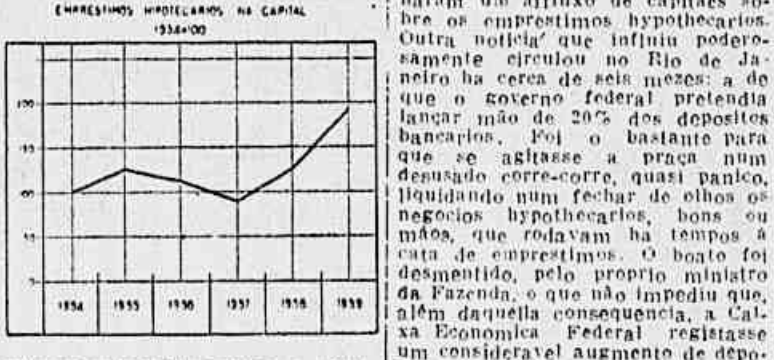 EMPRESTIMOS HIPOTECARIOS NA CAPITAL
1934=100
1934 1935 1936 1937 1938 1939
bre os emprestimos hypothecarios.
Outra noticia que influiu podero-
samente circulou no Rio de Ja-
neiro ha cerca de seis mezes: a de
que o governo federal pretendia
lançar mão de 20% dos depositos
bancarios. Foi o bastante para
que se agitasse a praça num
desusado corre-corre, quasi panico,
liquidando num fechar de olhos os
negocios hypothecarios, bons ou
mãos, que rodavam ha tempos á
cata de emprestimos. O boato foi
desmentido, pelo proprio ministro
da Fazenda, o que não impediu que,
além daquella consequencia, a Cai-
xa Economica Federal registasse
um consideravel augmento de depo-